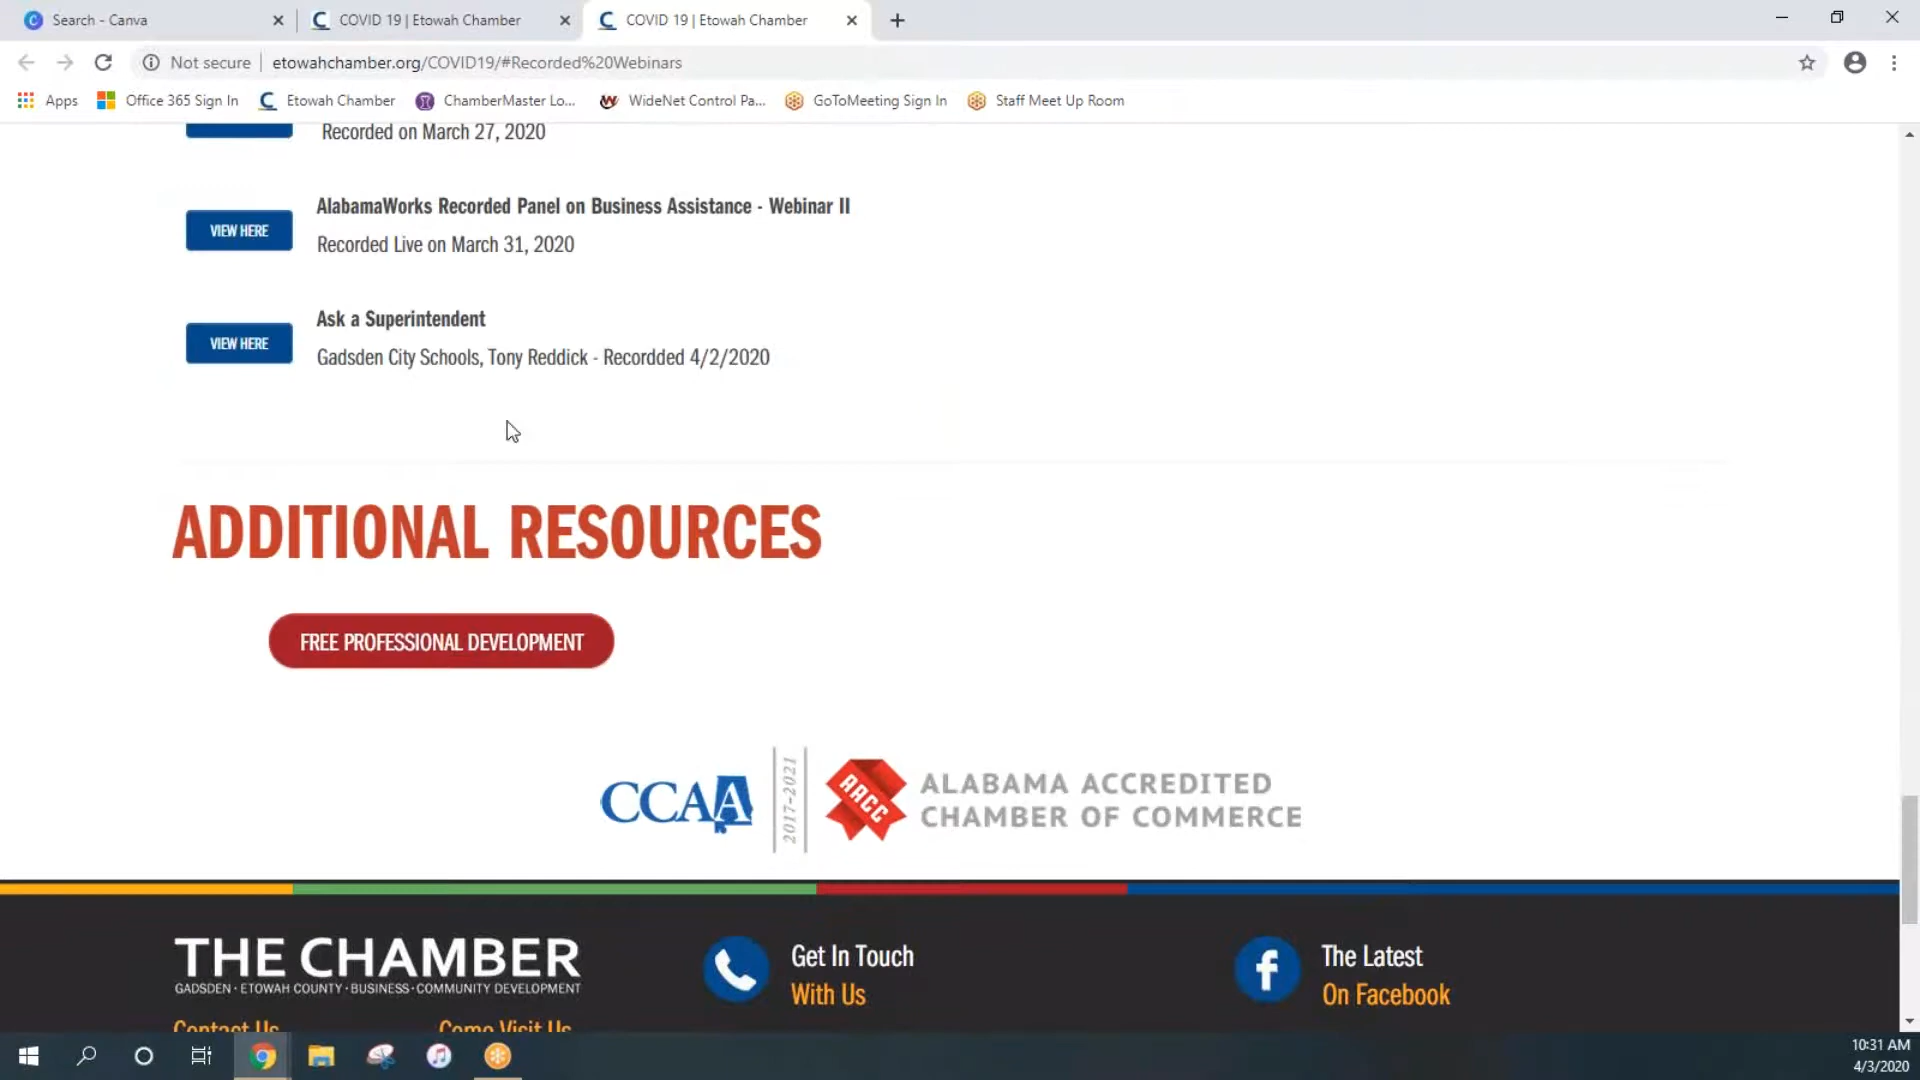 Search - Canva
COVID 19 | Etowah Chamber
COVID 19 | Etowah Chamber
Not secure
etowahchamber.org/COVID19/#Recorded%20Webinars
Apps
Office 365 Sign In
Etowah Chamber
ChamberMaster Lo...
WideNet Control Pa...
GoToMeeting Sign In
Staff Meet Up Room
Recorded on March 27, 2020
AlabamaWorks Recorded Panel on Business Assistance - Webinar II
VIEW HERE
Recorded Live on March 31, 2020
Ask a Superintendent
VIEW HERE
Gadsden City Schools, Tony Reddick - Recordded 4/2/2020
ADDITIONAL RESOURCES
FREE PROFESSIONAL DEVELOPMENT
CCAA
2017-2021
AACC
ALABAMA ACCREDITED
CHAMBER OF COMMERCE
THE CHAMBER
GADSDEN · ETOWAH COUNTY · BUSINESS · COMMUNITY DEVELOPMENT
Get In Touch
With Us
The Latest
On Facebook
Contact Us
Come Visit Us
10:31 AM
4/3/2020